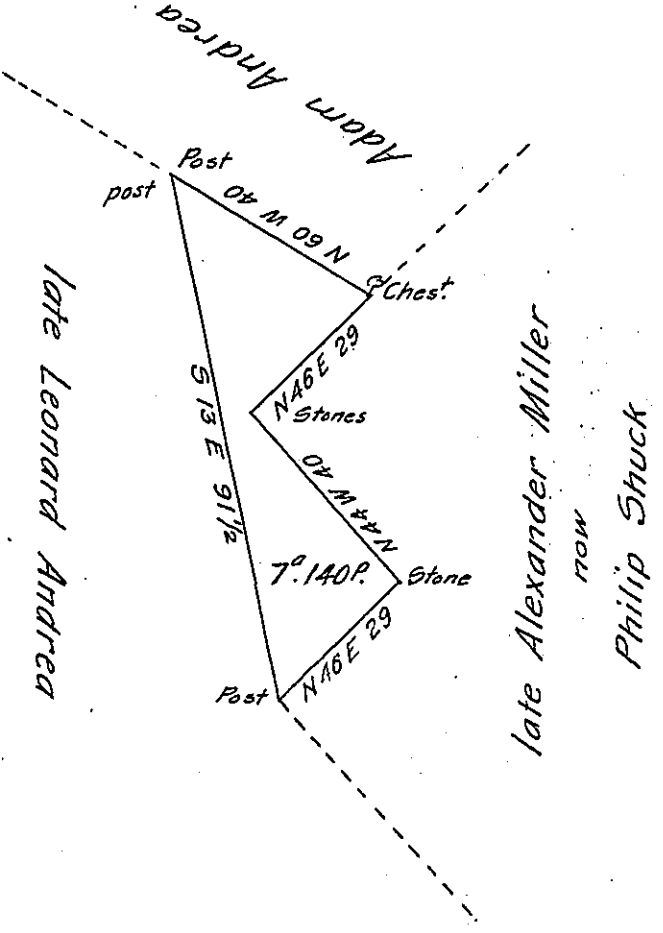 Adam Andrea
Post
post
N 60 W 40
Chest.
N46E 29
Stones
N44W 40
S 13 E 91½
7a. 140P.
Stone
N46E 29
Post
late Leonard Andrea
late Alexander Miller
now
Philip Shuck